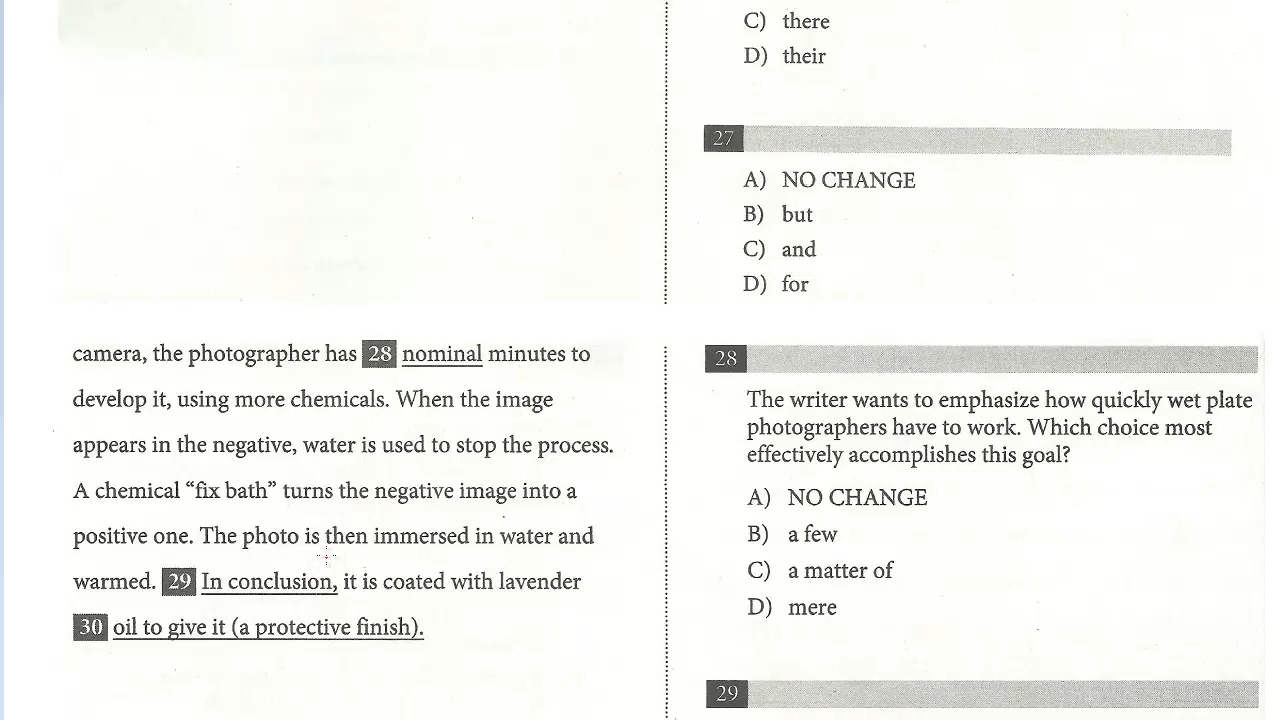 C) there
D) their
27
A) NO CHANGE
B) but
C) and
D) for
camera, the photographer has 28 nominal minutes to
develop it, using more chemicals. When the image
appears in the negative, water is used to stop the process.
A chemical “fix bath” turns the negative image into a
positive one. The photo is then immersed in water and
warmed. 29 In conclusion, it is coated with lavender
30 oil to give it (a protective finish).
28
The writer wants to emphasize how quickly wet plate
photographers have to work. Which choice most
effectively accomplishes this goal?
A) NO CHANGE
B) a few
C) a matter of
D) mere
29